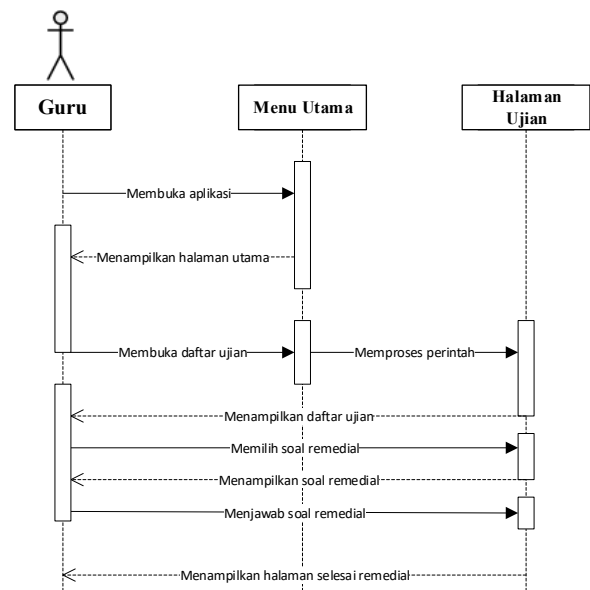 Guru
Menu Utama
Halaman
Ujian
Membuka aplikasi
Menampilkan halaman utama
Membuka daftar ujian
Memproses perintah
Menampilkan daftar ujian
Memilih soal remedial
Menampilkan soal remedial
Menjawab soal remedial
Menampilkan halaman selesai remedial